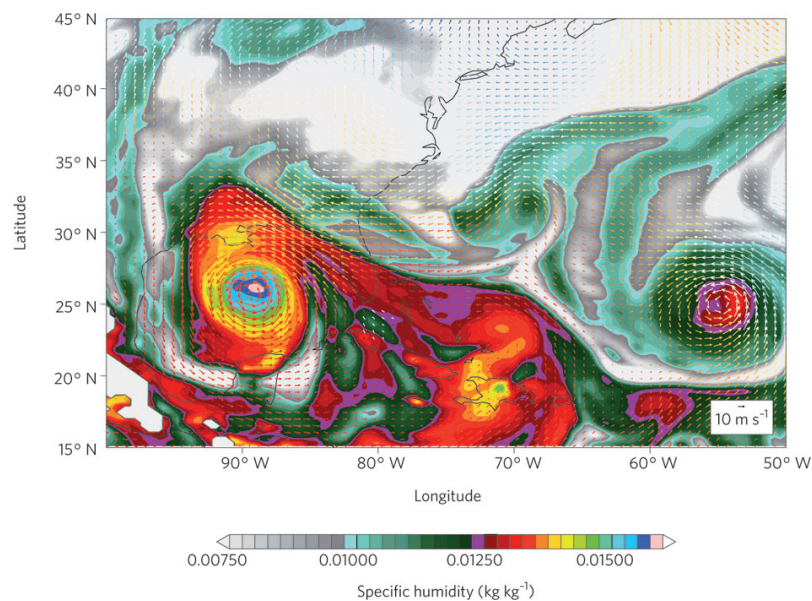 45° N
40° N
35° N
30° N
25° N
20° N
15° N
Latitude
10 m s⁻¹
90° W
80° W
70° W
60° W
50° W
Longitude
0.00750
0.01000
0.01250
0.01500
Specific humidity (kg kg⁻¹)